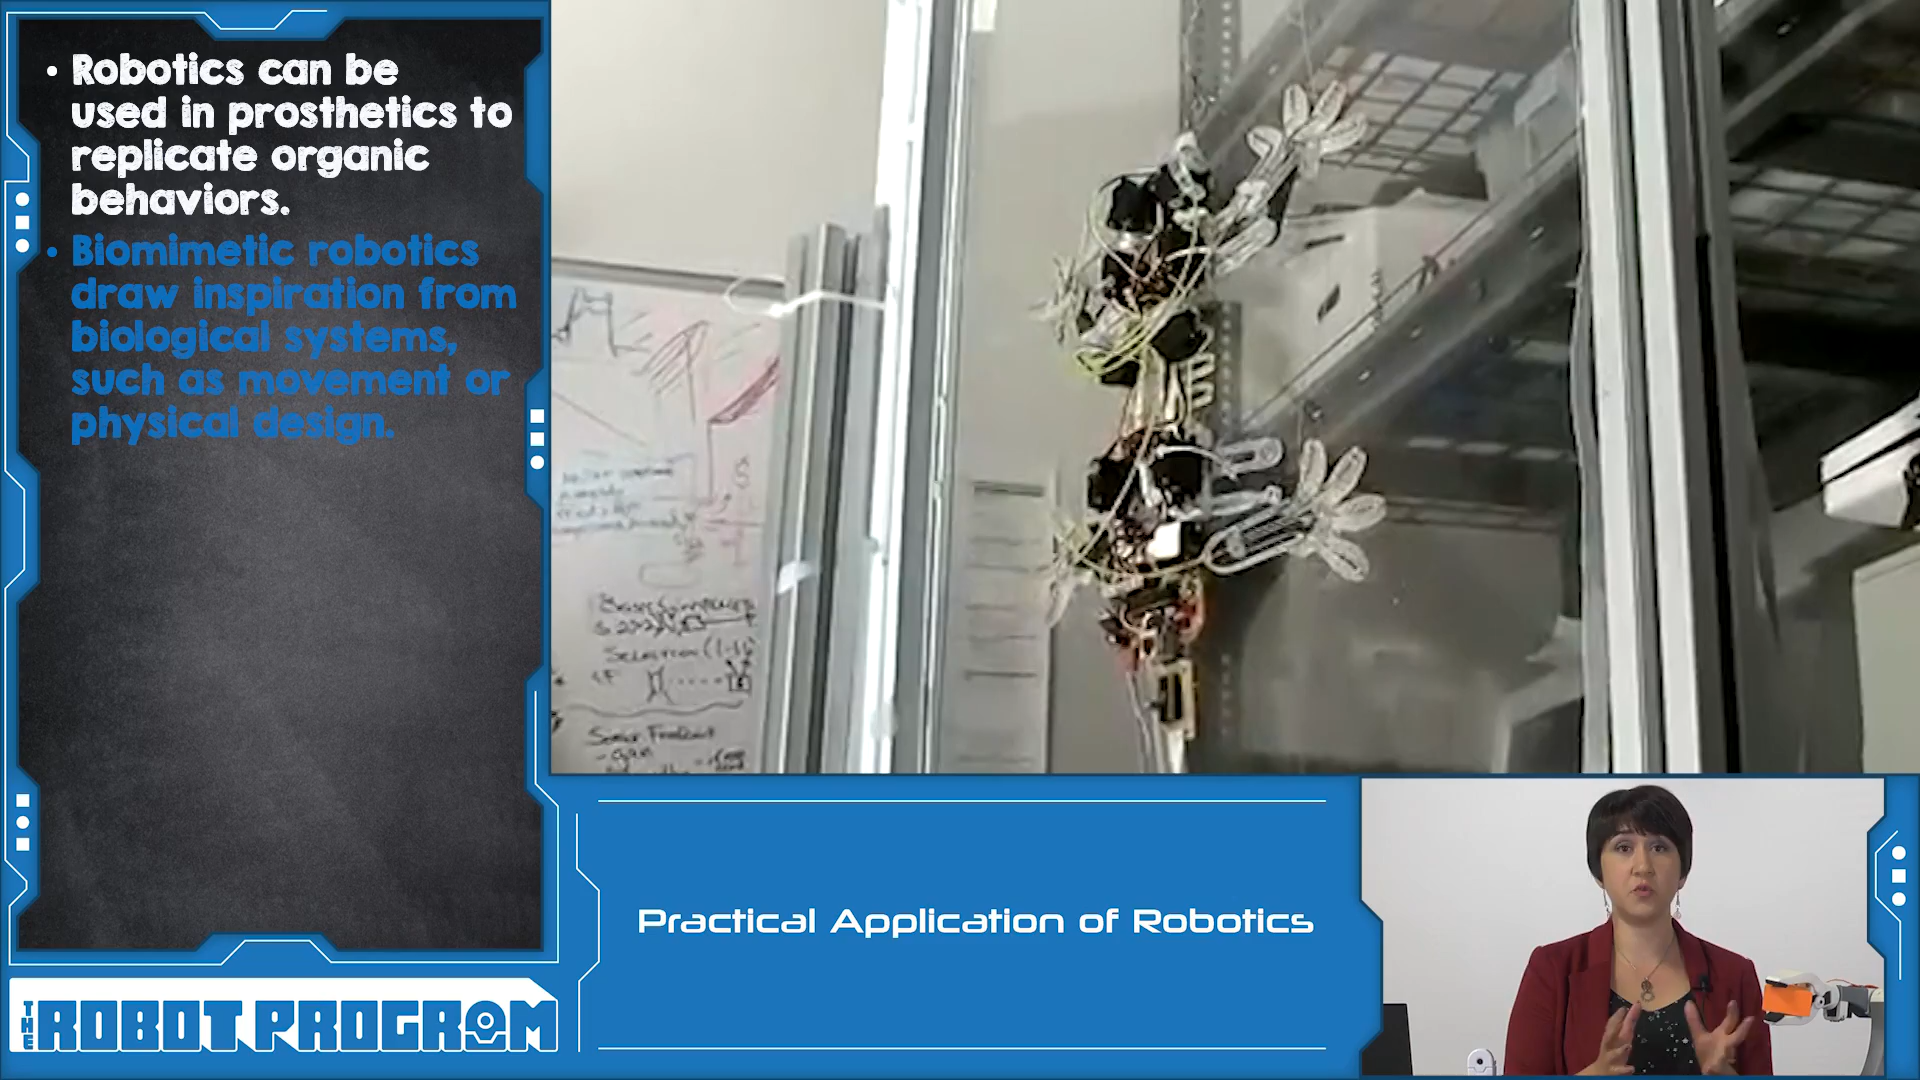 • Robotics can be
used in prosthetics to
replicate organic
behaviors.
• Biomimetic robotics
draw inspiration from
biological systems,
such as movement or
physical design.
Practical Application of Robotics
THE ROBOT PROGRAM